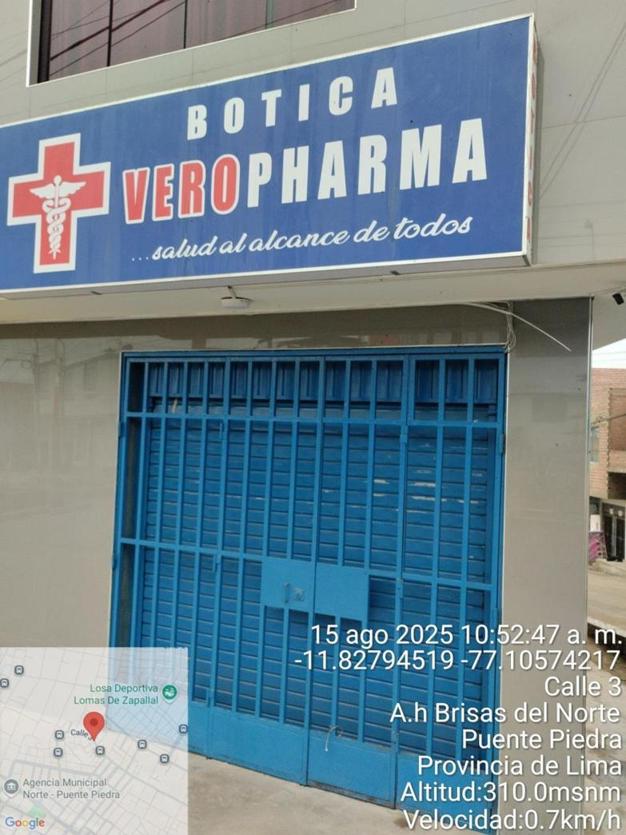 BOTICA
VEROPHARMA
...salud al alcance de todos
15 ago 2025 10:52:47 a. m.
-11.82794519 -77.10574217
Calle 3
A.h Brisas del Norte
Puente Piedra
Provincia de Lima
Altitud:310.0msnm
Velocidad:0.7km/h
Losa Deportiva
Lomas De Zapallal
Calle
Agencia Municipal
Norte - Puente Piedra
Google